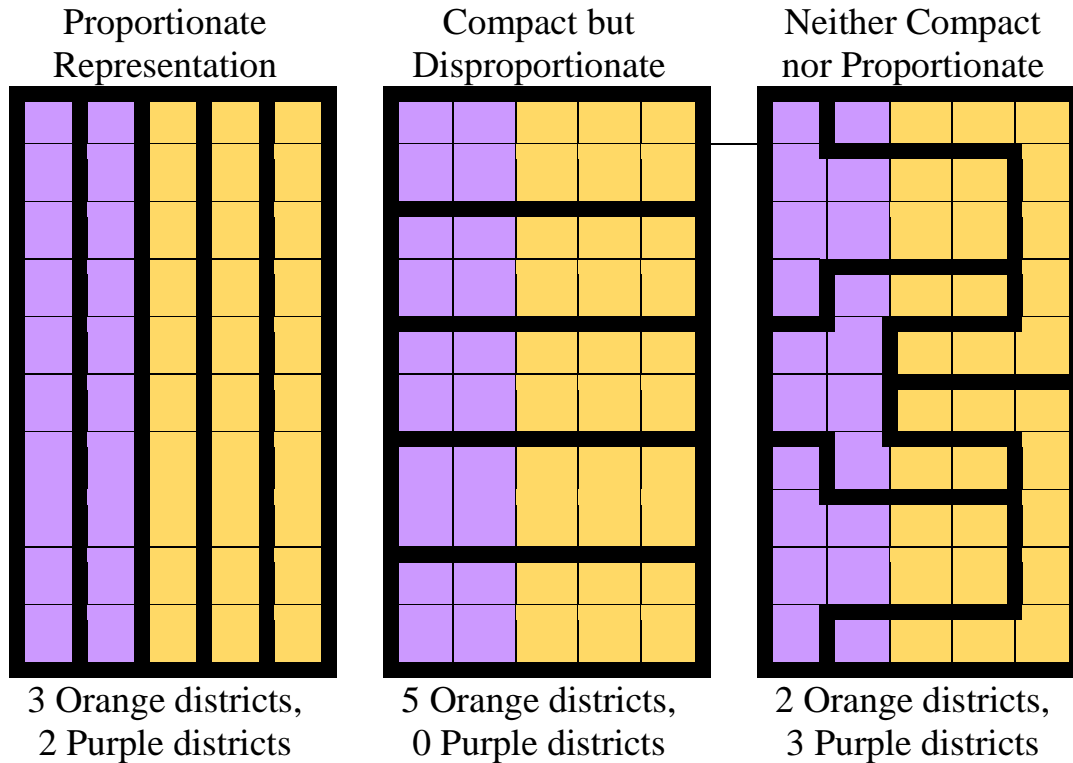 Proportionate
Representation
Compact but
Disproportionate
Neither Compact
nor Proportionate
3 Orange districts,
2 Purple districts
5 Orange districts,
0 Purple districts
2 Orange districts,
3 Purple districts